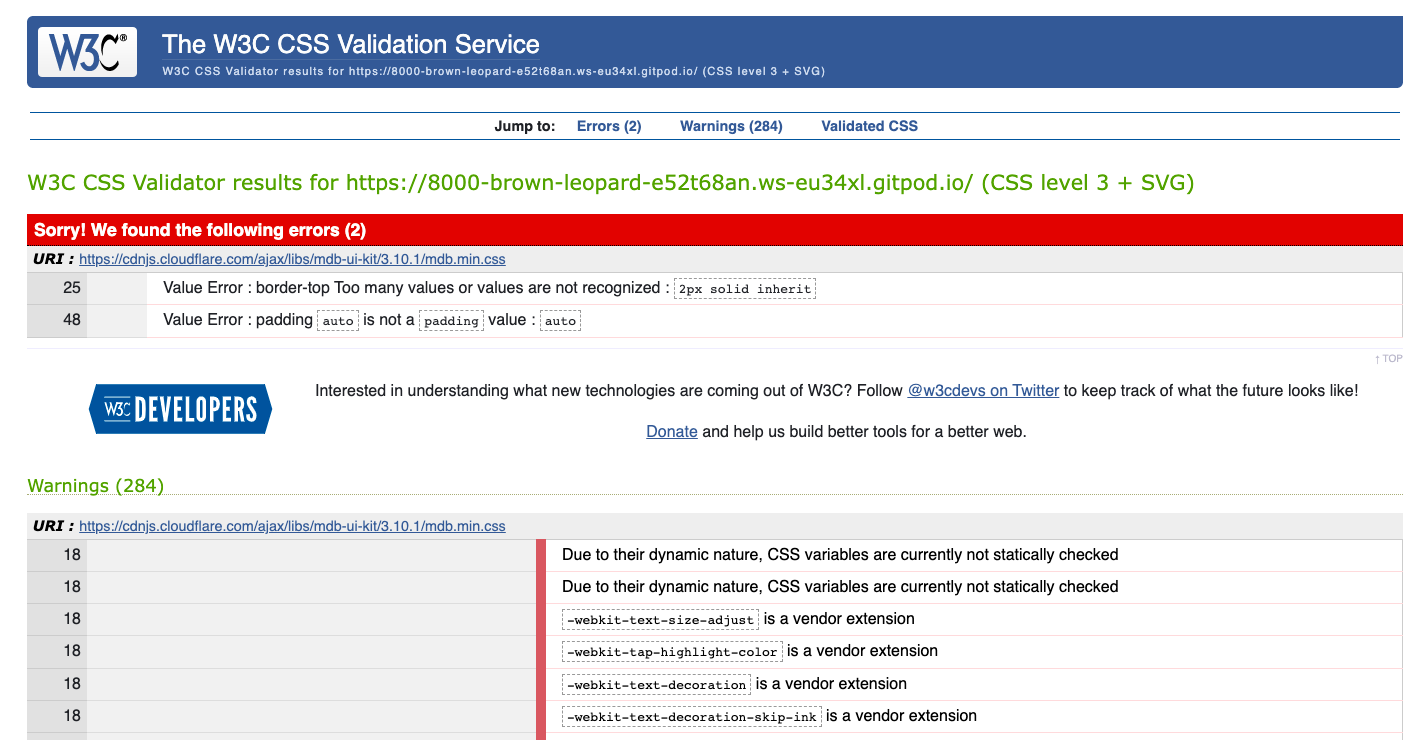 W3C® The W3C CSS Validation Service
W3C CSS Validator results for https://8000-brown-leopard-e52t68an.ws-eu34xl.gitpod.io/ (CSS level 3 + SVG)
Jump to: Errors (2) Warnings (284) Validated CSS
W3C CSS Validator results for https://8000-brown-leopard-e52t68an.ws-eu34xl.gitpod.io/ (CSS level 3 + SVG)
Sorry! We found the following errors (2)
URI : https://cdnjs.cloudflare.com/ajax/libs/mdb-ui-kit/3.10.1/mdb.min.css
25 Value Error : border-top Too many values or values are not recognized : 2px solid inherit
48 Value Error : padding auto is not a padding value : auto
↑ TOP
W3C DEVELOPERS
Interested in understanding what new technologies are coming out of W3C? Follow @w3cdevs on Twitter to keep track of what the future looks like!
Donate and help us build better tools for a better web.
Warnings (284)
URI : https://cdnjs.cloudflare.com/ajax/libs/mdb-ui-kit/3.10.1/mdb.min.css
18 Due to their dynamic nature, CSS variables are currently not statically checked
18 Due to their dynamic nature, CSS variables are currently not statically checked
18 -webkit-text-size-adjust is a vendor extension
18 -webkit-tap-highlight-color is a vendor extension
18 -webkit-text-decoration is a vendor extension
18 -webkit-text-decoration-skip-ink is a vendor extension